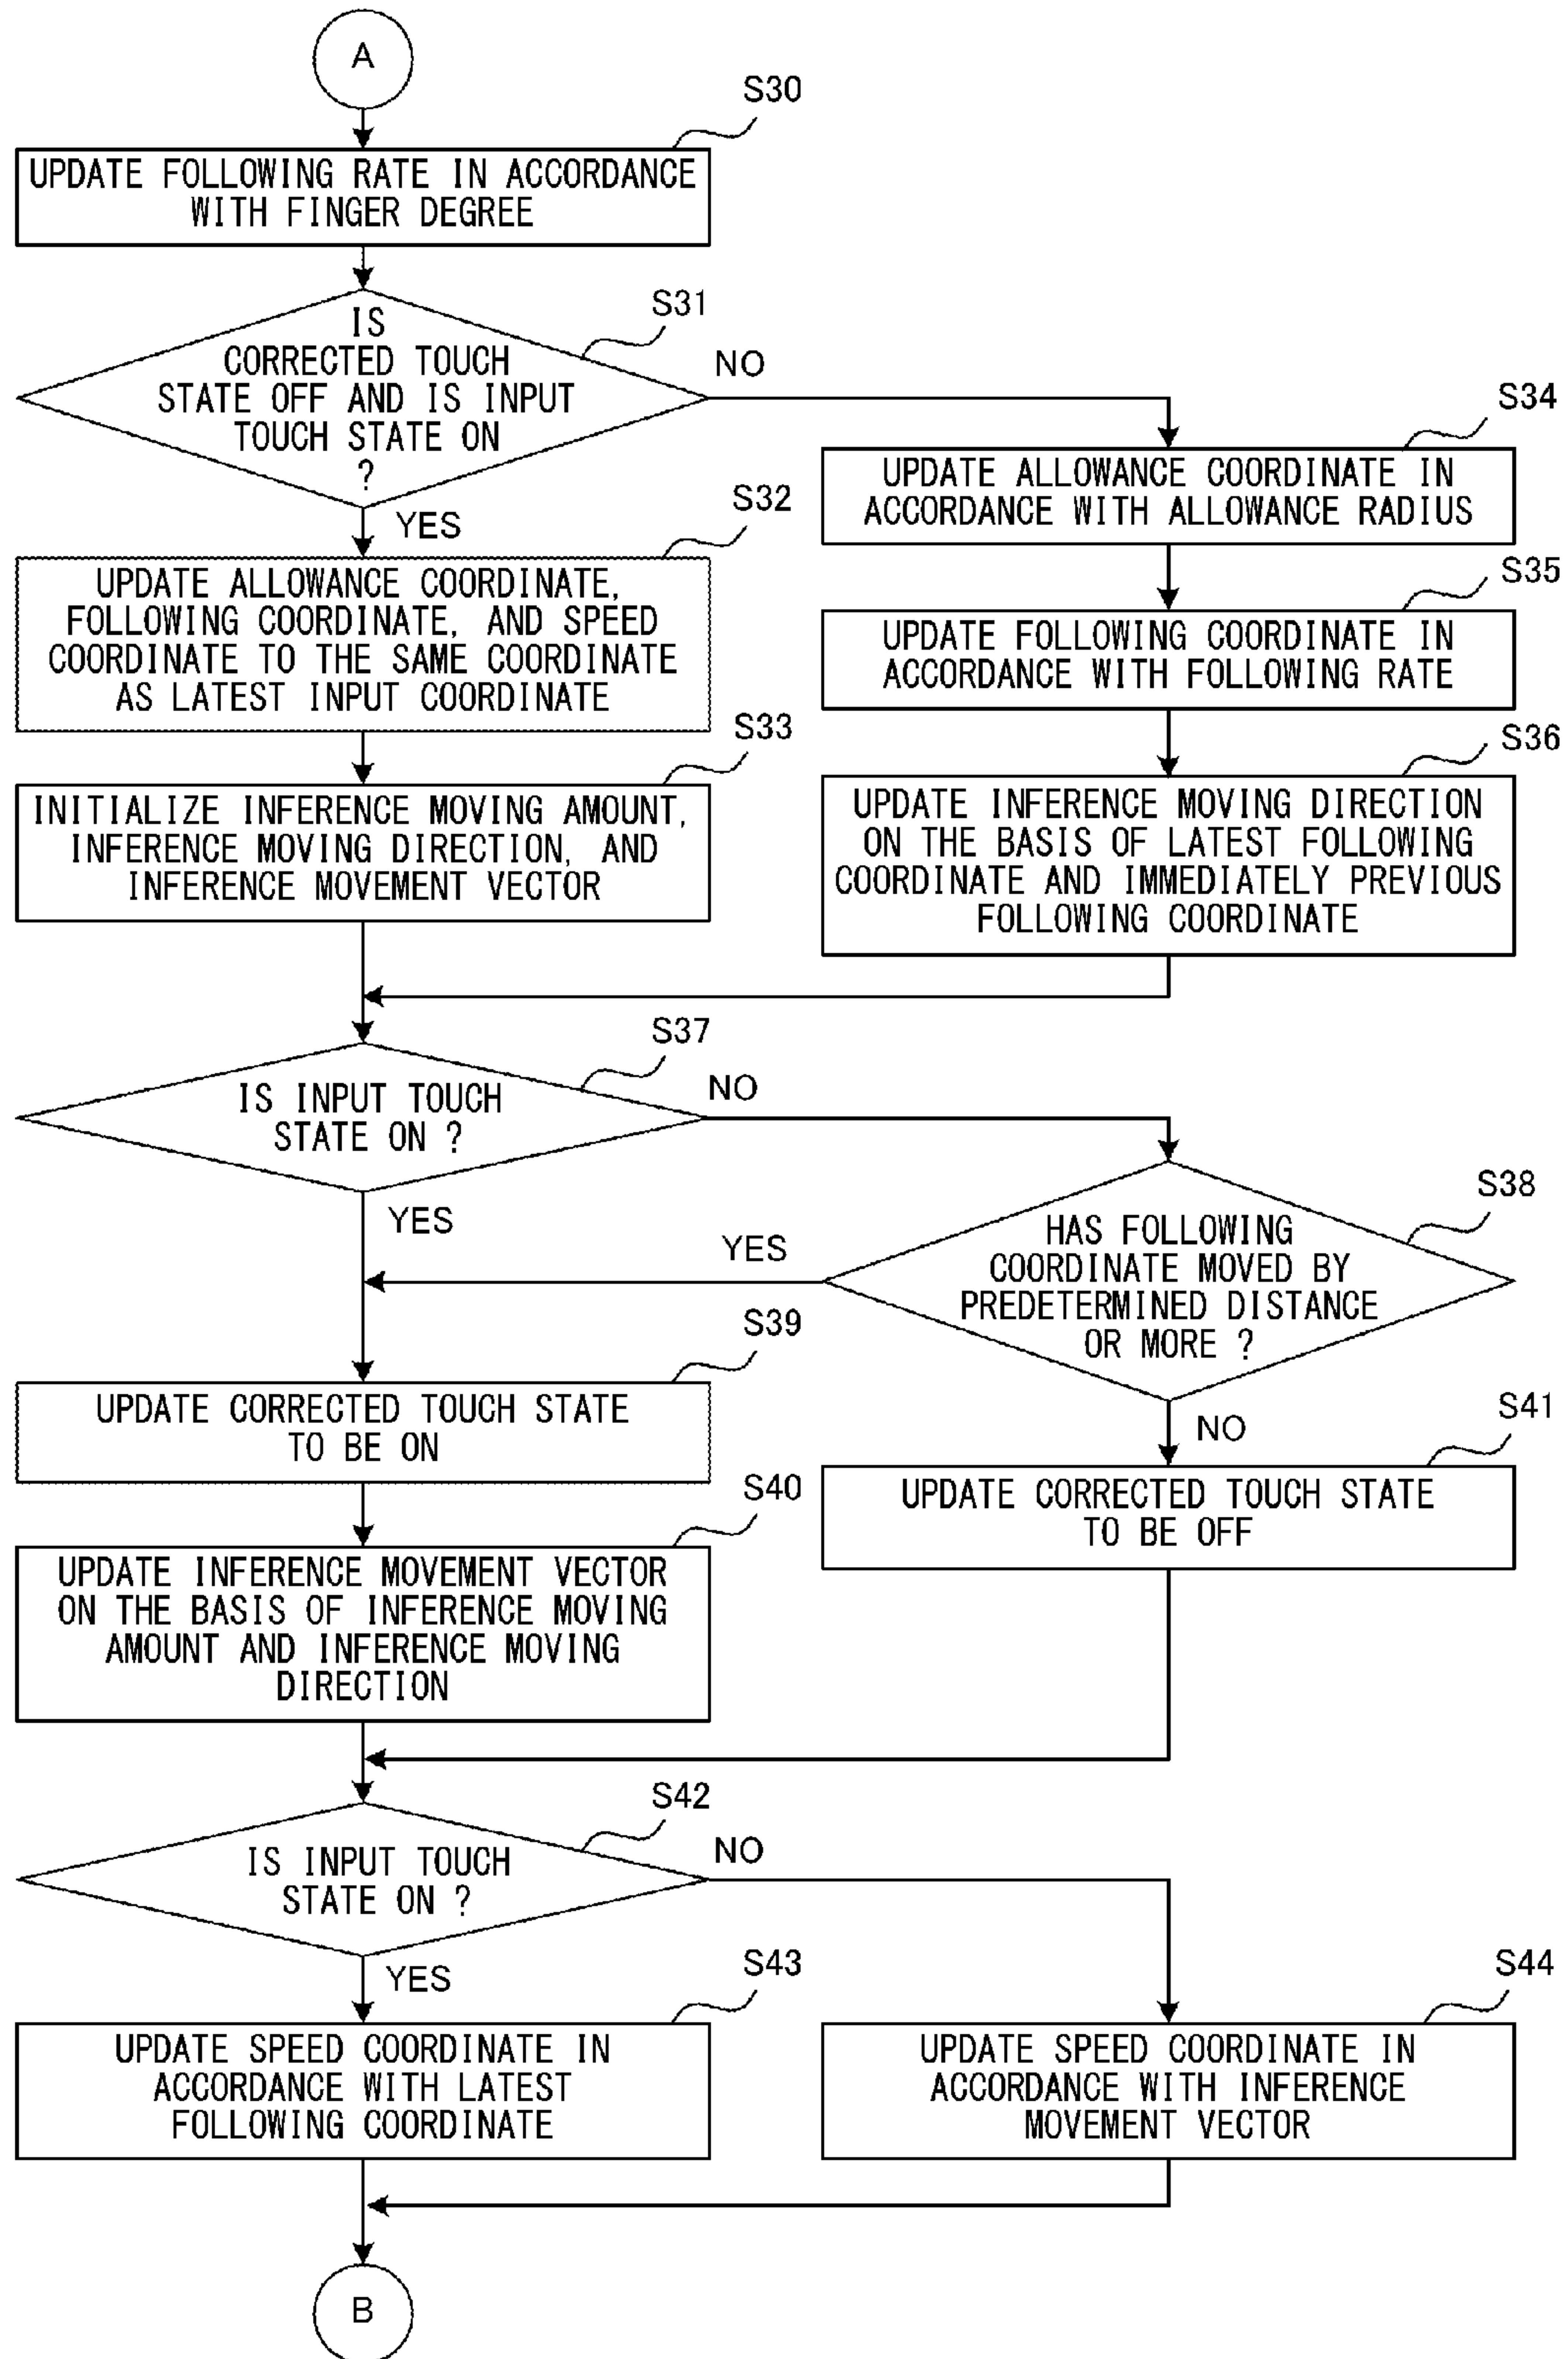 A
S30
UPDATE FOLLOWING RATE IN ACCORDANCE
WITH FINGER DEGREE
S31
IS
CORRECTED TOUCH
STATE OFF AND IS INPUT
TOUCH STATE ON
?
NO
YES
S32
UPDATE ALLOWANCE COORDINATE,
FOLLOWING COORDINATE, AND SPEED
COORDINATE TO THE SAME COORDINATE
AS LATEST INPUT COORDINATE
S33
INITIALIZE INFERENCE MOVING AMOUNT,
INFERENCE MOVING DIRECTION, AND
INFERENCE MOVEMENT VECTOR
S34
UPDATE ALLOWANCE COORDINATE IN
ACCORDANCE WITH ALLOWANCE RADIUS
S35
UPDATE FOLLOWING COORDINATE IN
ACCORDANCE WITH FOLLOWING RATE
S36
UPDATE INFERENCE MOVING DIRECTION
ON THE BASIS OF LATEST FOLLOWING
COORDINATE AND IMMEDIATELY PREVIOUS
FOLLOWING COORDINATE
S37
IS INPUT TOUCH
STATE ON ?
NO
YES
S38
HAS FOLLOWING
COORDINATE MOVED BY
PREDETERMINED DISTANCE
OR MORE ?
YES
NO
S39
UPDATE CORRECTED TOUCH STATE
TO BE ON
S40
UPDATE INFERENCE MOVEMENT VECTOR
ON THE BASIS OF INFERENCE MOVING
AMOUNT AND INFERENCE MOVING
DIRECTION
S41
UPDATE CORRECTED TOUCH STATE
TO BE OFF
S42
IS INPUT TOUCH
STATE ON ?
NO
YES
S43
UPDATE SPEED COORDINATE IN
ACCORDANCE WITH LATEST
FOLLOWING COORDINATE
S44
UPDATE SPEED COORDINATE IN
ACCORDANCE WITH INFERENCE
MOVEMENT VECTOR
B